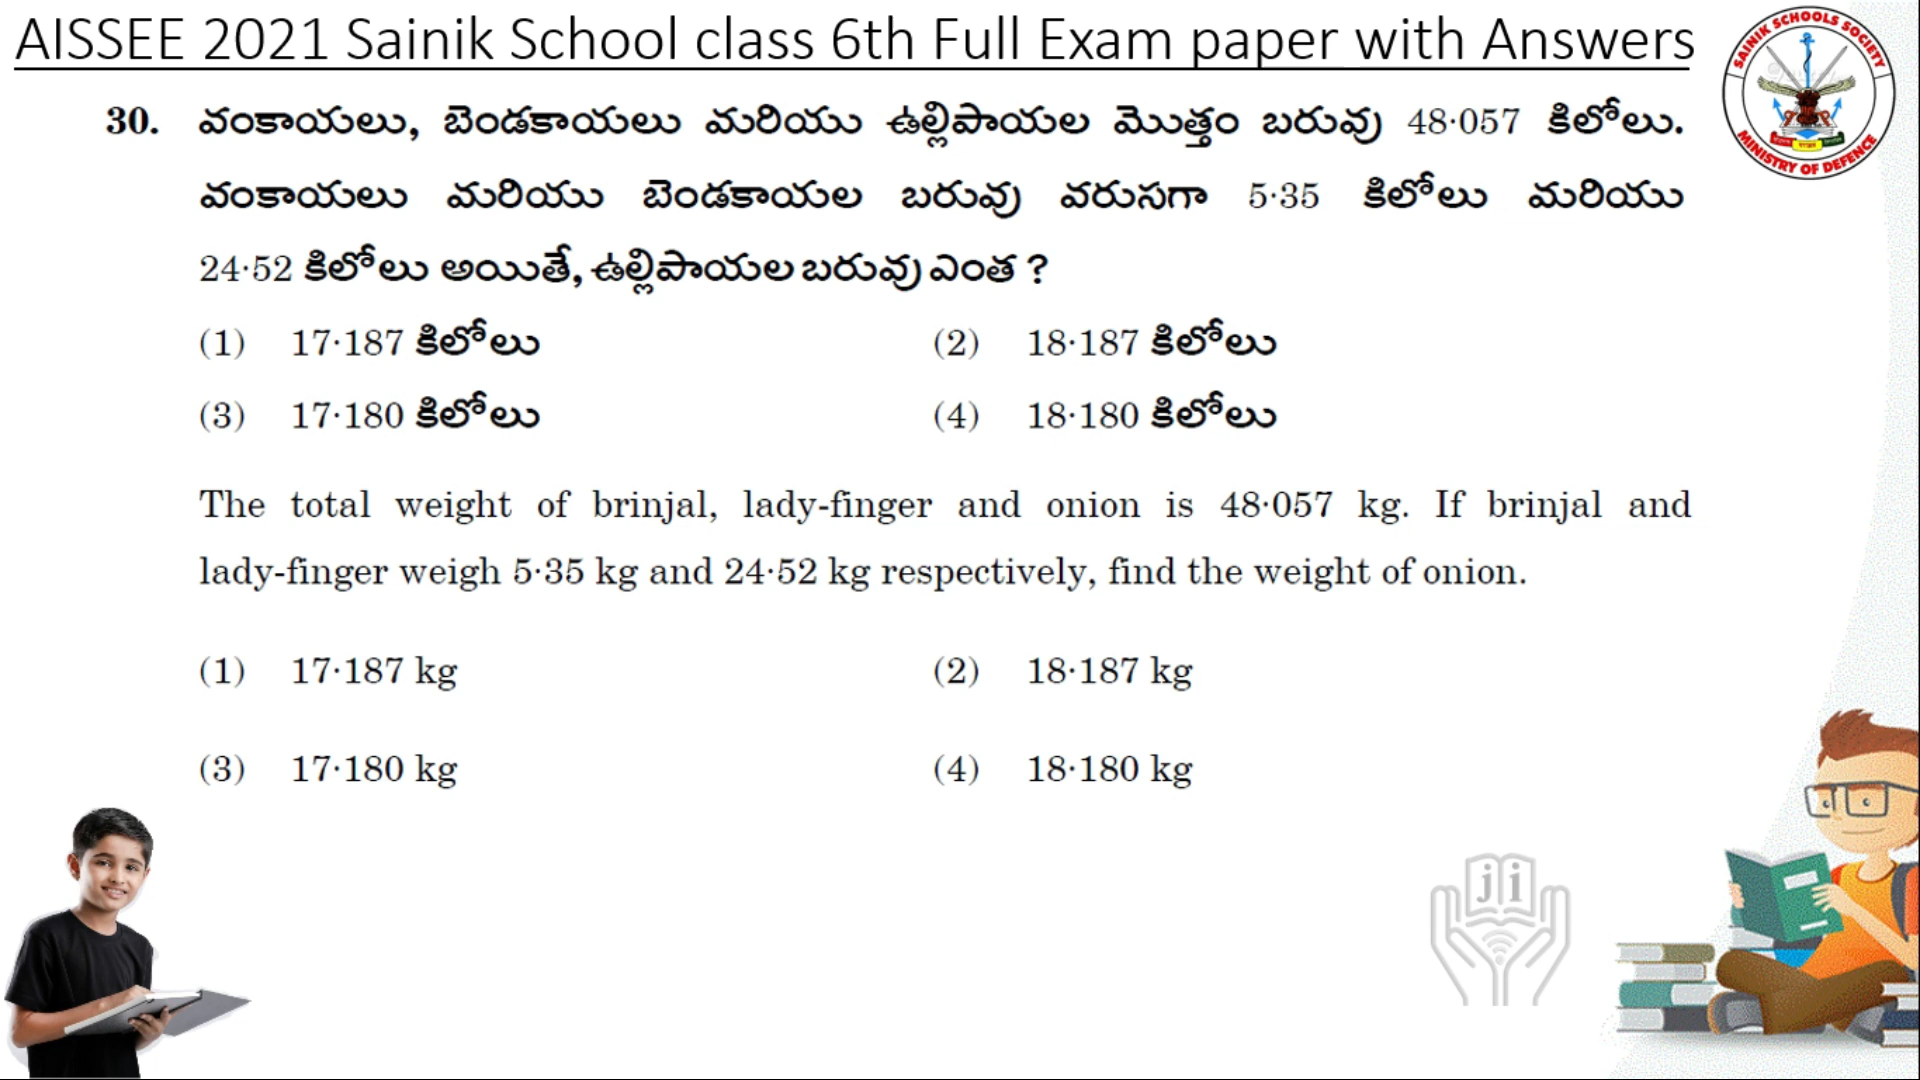 AISSEE 2021 Sainik School class 6th Full Exam paper with Answers
SAINIK SCHOOLS SOCIETY
MINISTRY OF DEFENCE
30. వంకాయలు, బెండకాయలు మరియు ఉల్లిపాయల మొత్తం బరువు 48·057 కిలోలు.
వంకాయలు మరియు బెండకాయల బరువు వరుసగా 5·35 కిలోలు మరియు
24·52 కిలోలు అయితే, ఉల్లిపాయల బరువు ఎంత ?
(1) 17·187 కిలోలు (2) 18·187 కిలోలు
(3) 17·180 కిలోలు (4) 18·180 కిలోలు
The total weight of brinjal, lady-finger and onion is 48·057 kg. If brinjal and
lady-finger weigh 5·35 kg and 24·52 kg respectively, find the weight of onion.
(1) 17·187 kg (2) 18·187 kg
(3) 17·180 kg (4) 18·180 kg
ji